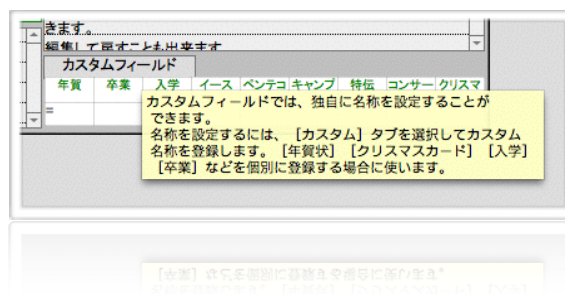 きます。
編集して戻すことも出来ます
カスタムフィールド
年賀 卒業 入学 イース ペンテコ キャンプ 特伝 コンサー クリスマ
=
カスタムフィールドでは、独自に名称を設定することが
できます。
名称を設定するには、［カスタム］タブを選択してカスタム
名称を登録します。［年賀状］［クリスマスカード］［入学］
［卒業］などを個別に登録する場合に使います。